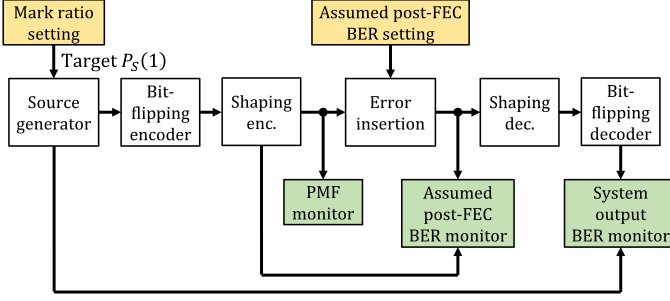 Mark ratio
setting
Assumed post-FEC
BER setting
Target P_S(1)
Source
generator
Bit-
flipping
encoder
Shaping
enc.
Error
insertion
Shaping
dec.
Bit-
flipping
decoder
PMF
monitor
Assumed
post-FEC
BER monitor
System
output
BER monitor